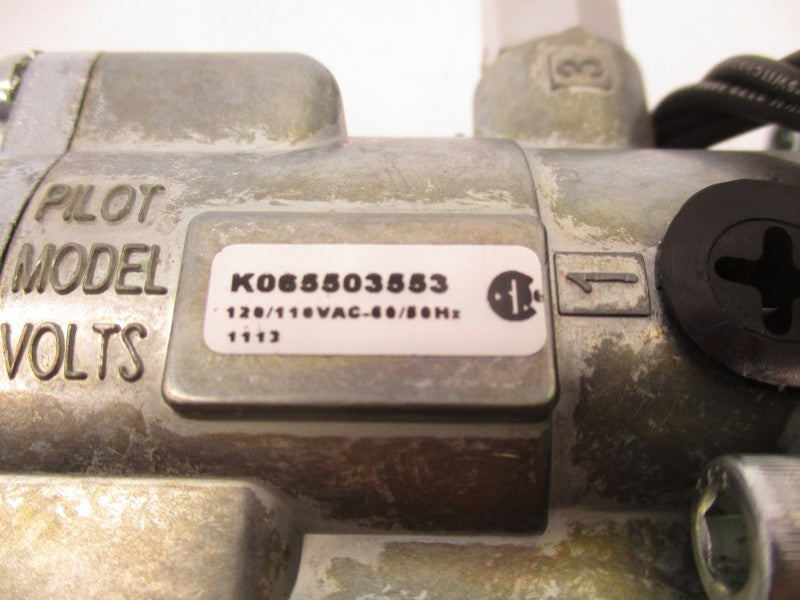 3
PILOT
MODEL
VOLTS
K065503553
120/110VAC-60/50Hz
1113
1